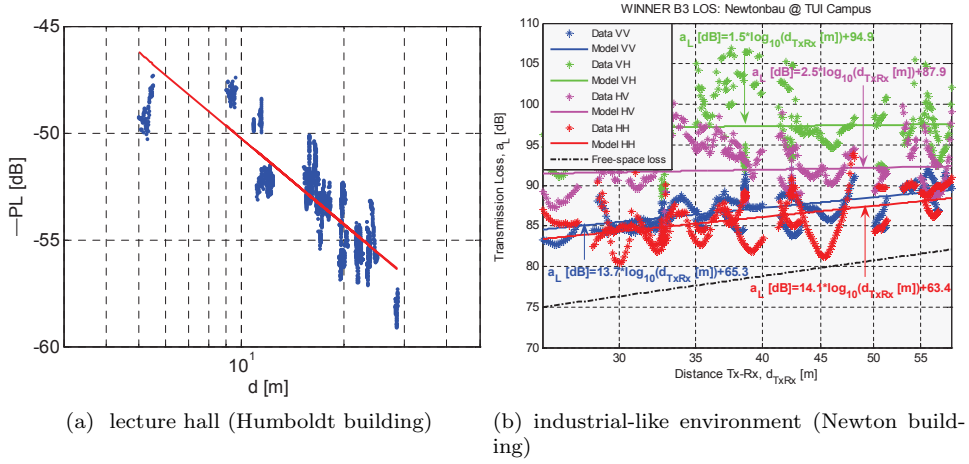 -45
-50
-55
-60
—PL [dB]
10¹
d [m]
(a) lecture hall (Humboldt building)
WINNER B3 LOS: Newtonbau @ TUI Campus
110
105
100
95
90
85
80
75
70
Transmission Loss, a_L [dB]
Data VV
Model VV
Data VH
Model VH
Data HV
Model HV
Data HH
Model HH
Free-space loss
a_L [dB]=1.5*log10(d_TxRx [m])+94.9
a_L [dB]=2.5*log10(d_TxRx [m])+87.9
a_L [dB]=13.7*log10(d_TxRx [m])+65.3
a_L [dB]=14.1*log10(d_TxRx [m])+63.4
30 35 40 45 50 55
Distance Tx-Rx, d_TxRx [m]
(b) industrial-like environment (Newton build-
ing)